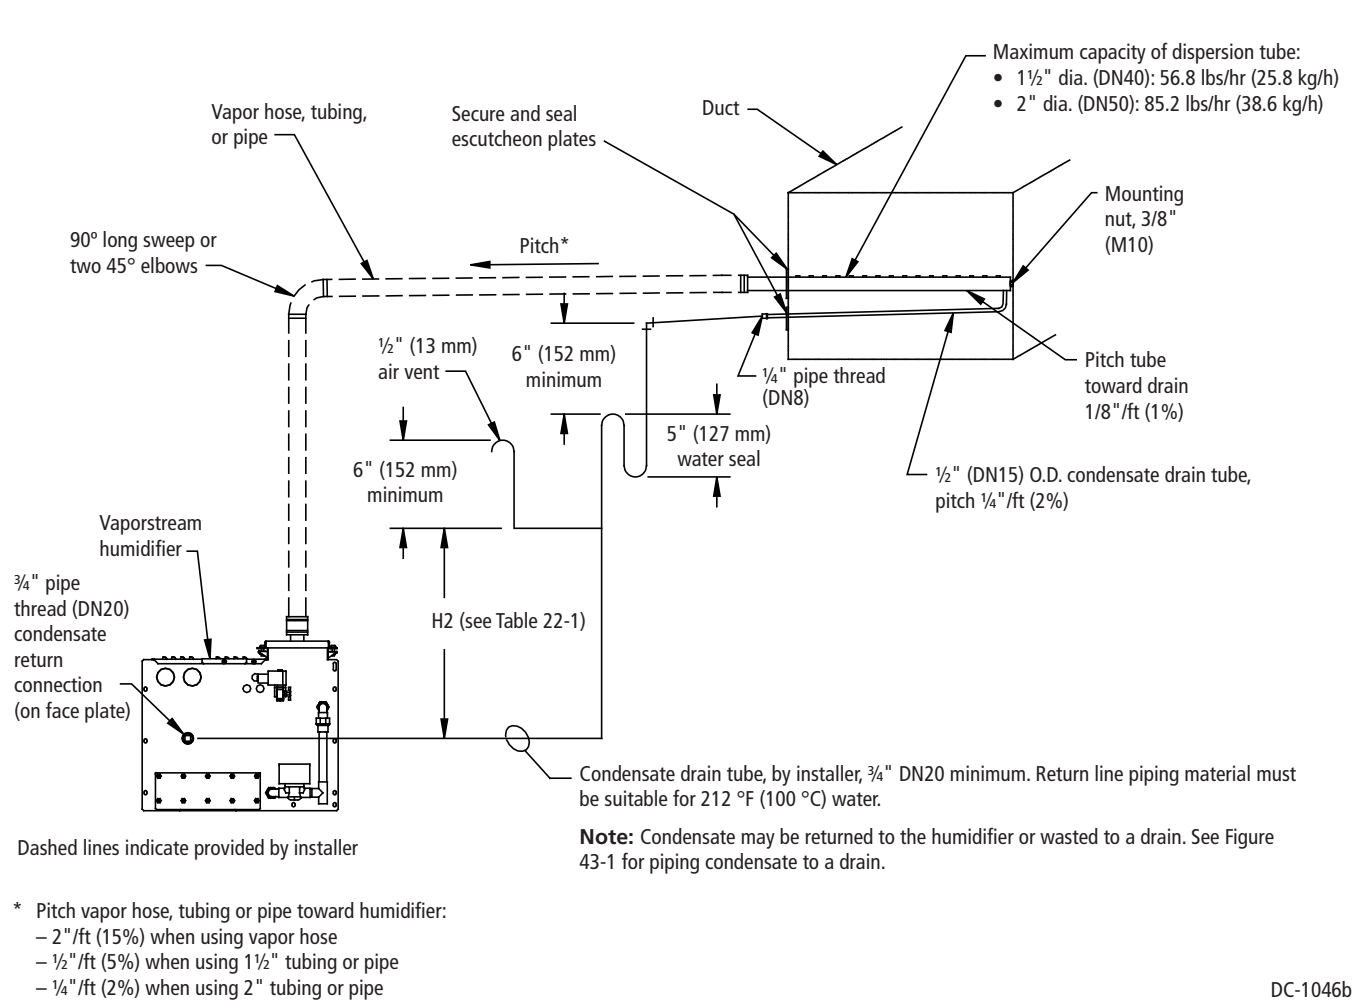 Maximum capacity of dispersion tube:
• 1½" dia. (DN40): 56.8 lbs/hr (25.8 kg/h)
• 2" dia. (DN50): 85.2 lbs/hr (38.6 kg/h)
Vapor hose, tubing,
or pipe
Secure and seal
escutcheon plates
Duct
Mounting
nut, 3/8"
(M10)
90º long sweep or
two 45° elbows
Pitch*
½" (13 mm)
air vent
6" (152 mm)
minimum
¼" pipe thread
(DN8)
Pitch tube
toward drain
1/8"/ft (1%)
5" (127 mm)
water seal
6" (152 mm)
minimum
½" (DN15) O.D. condensate drain tube,
pitch ¼"/ft (2%)
Vaporstream
humidifier
¾" pipe
thread (DN20)
condensate
return
connection
(on face plate)
H2 (see Table 22-1)
Condensate drain tube, by installer, ¾" DN20 minimum. Return line piping material must
be suitable for 212 °F (100 °C) water.
Note: Condensate may be returned to the humidifier or wasted to a drain. See Figure
43-1 for piping condensate to a drain.
Dashed lines indicate provided by installer
* Pitch vapor hose, tubing or pipe toward humidifier:
– 2"/ft (15%) when using vapor hose
– ½"/ft (5%) when using 1½" tubing or pipe
– ¼"/ft (2%) when using 2" tubing or pipe
DC-1046b